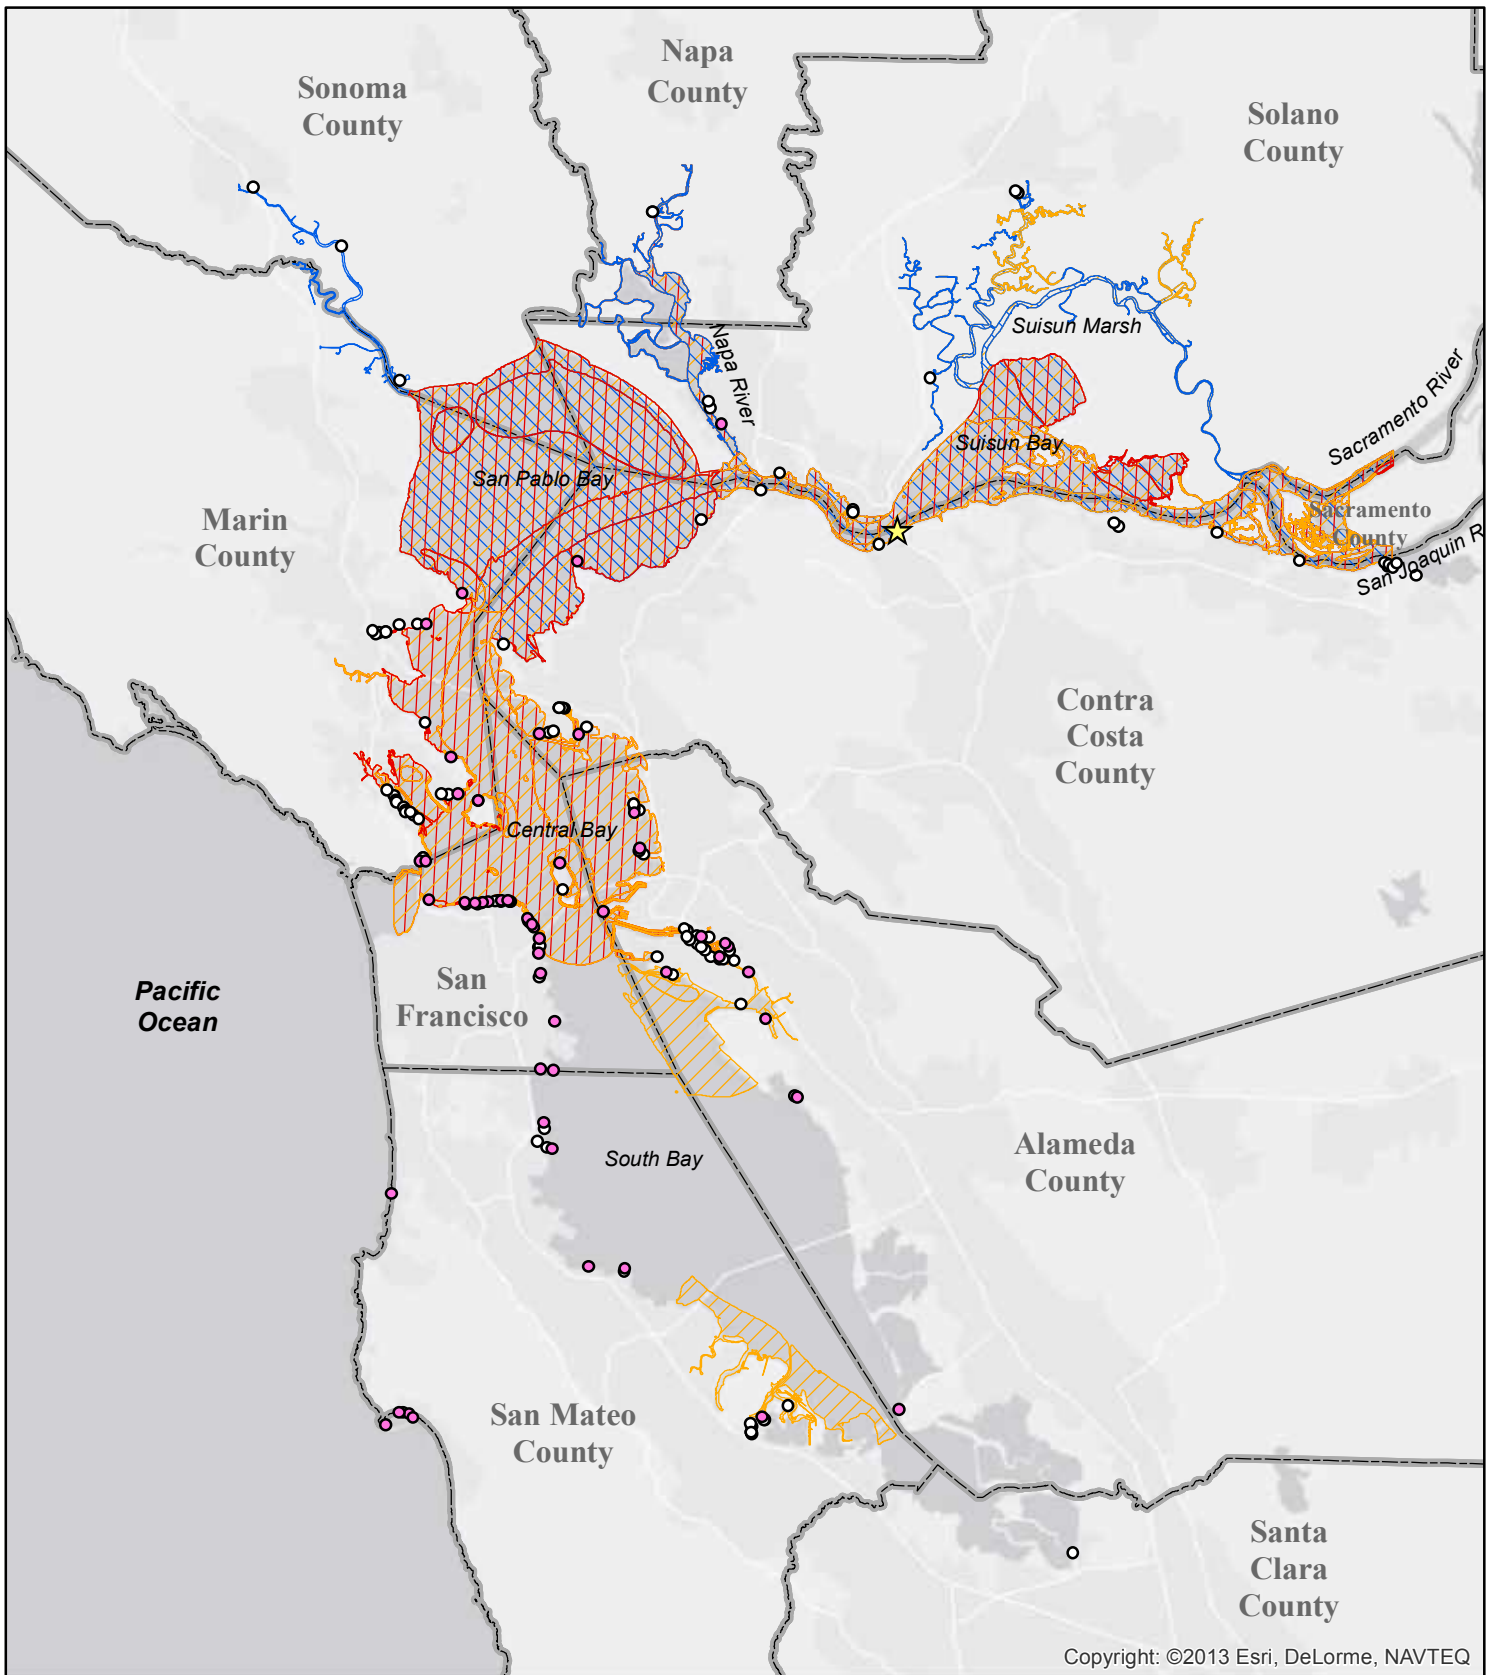 Napa
County
Sonoma
County
Solano
County
Suisun Marsh
Napa River
Sacramento River
Suisun Bay
San Pablo Bay
Marin
County
Sacramento
County
San Joaquin R
Contra
Costa
County
Central Bay
Pacific
Ocean
San
Francisco
South Bay
Alameda
County
San Mateo
County
Santa
Clara
County
Copyright: ©2013 Esri, DeLorme, NAVTEQ